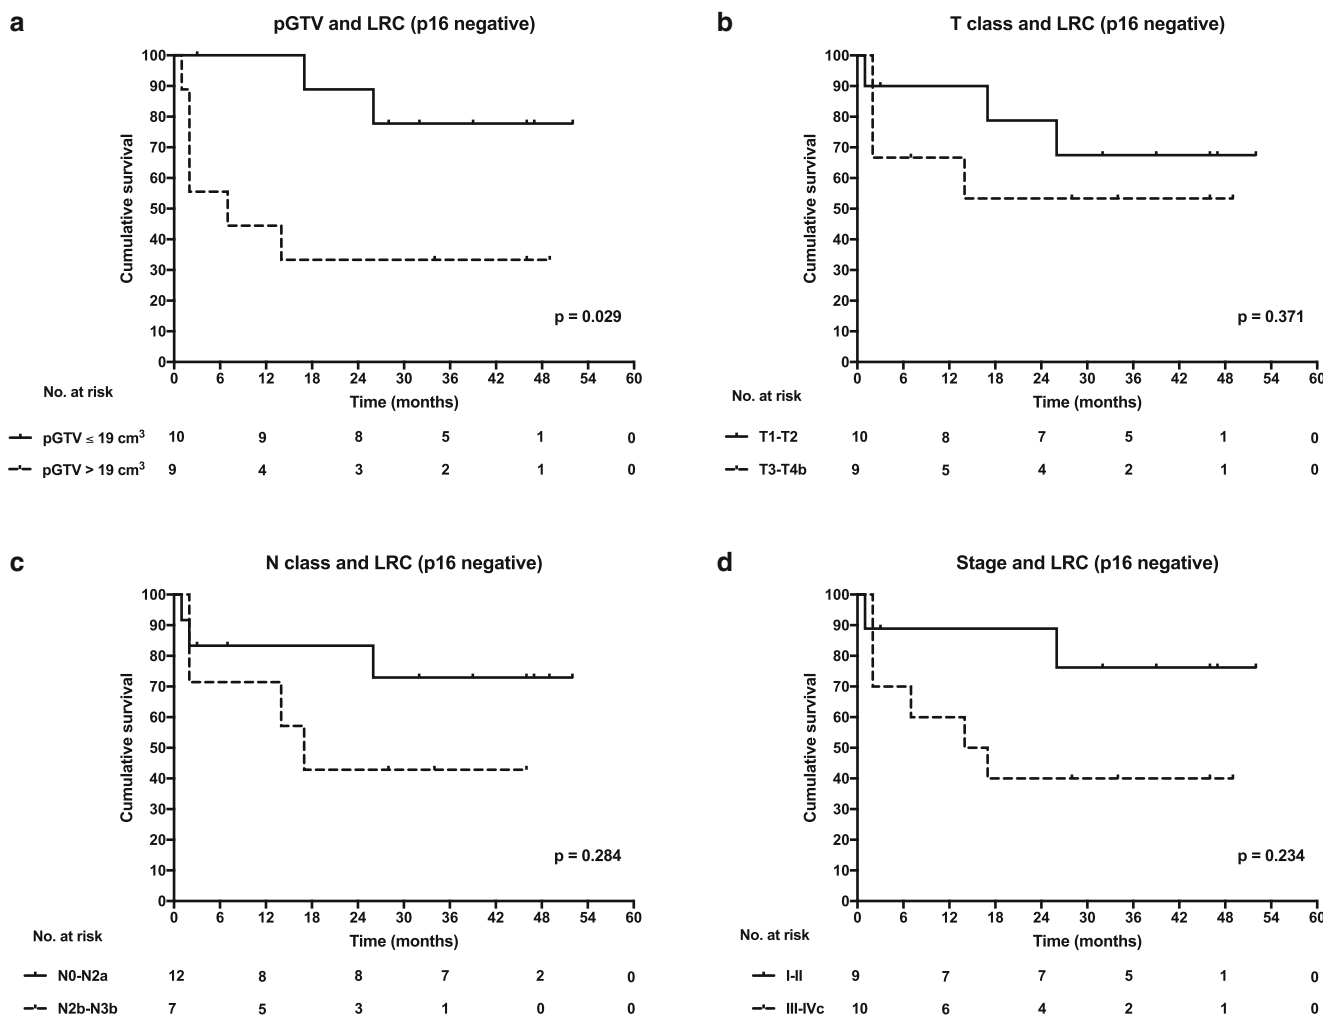 a
pGTV and LRC (p16 negative)
100
90
80
70
60
50
40
30
20
10
0
Cumulative survival
p = 0.029
0 6 12 18 24 30 36 42 48 54 60
Time (months)
No. at risk
pGTV ≤ 19 cm³ 10 9 8 5 1 0
pGTV > 19 cm³ 9 4 3 2 1 0
b
T class and LRC (p16 negative)
100
90
80
70
60
50
40
30
20
10
0
Cumulative survival
p = 0.371
0 6 12 18 24 30 36 42 48 54 60
Time (months)
No. at risk
T1-T2 10 8 7 5 1 0
T3-T4b 9 5 4 2 1 0
c
N class and LRC (p16 negative)
100
90
80
70
60
50
40
30
20
10
0
Cumulative survival
p = 0.284
0 6 12 18 24 30 36 42 48 54 60
Time (months)
No. at risk
N0-N2a 12 8 8 7 2 0
N2b-N3b 7 5 3 1 0 0
d
Stage and LRC (p16 negative)
100
90
80
70
60
50
40
30
20
10
0
Cumulative survival
p = 0.234
0 6 12 18 24 30 36 42 48 54 60
Time (months)
No. at risk
I-II 9 7 7 5 1 0
III-IVc 10 6 4 2 1 0